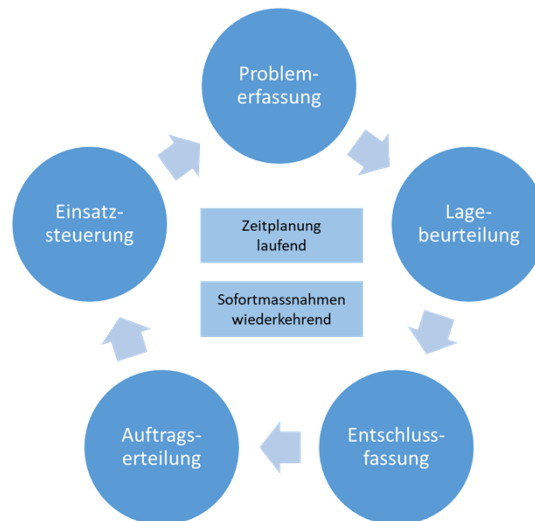 Problem-
erfassung
Lage-
beurteilung
Entschluss-
fassung
Auftrags-
erteilung
Einsatz-
steuerung
Zeitplanung
laufend
Sofortmassnahmen
wiederkehrend